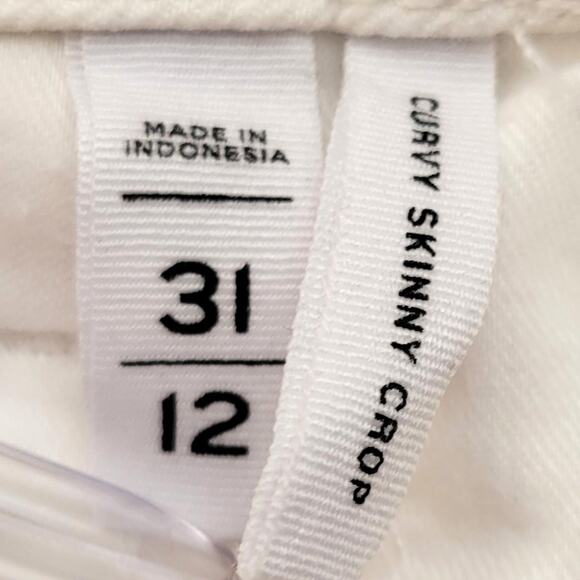 MADE IN
INDONESIA
31
12
CURVY SKINNY CROP